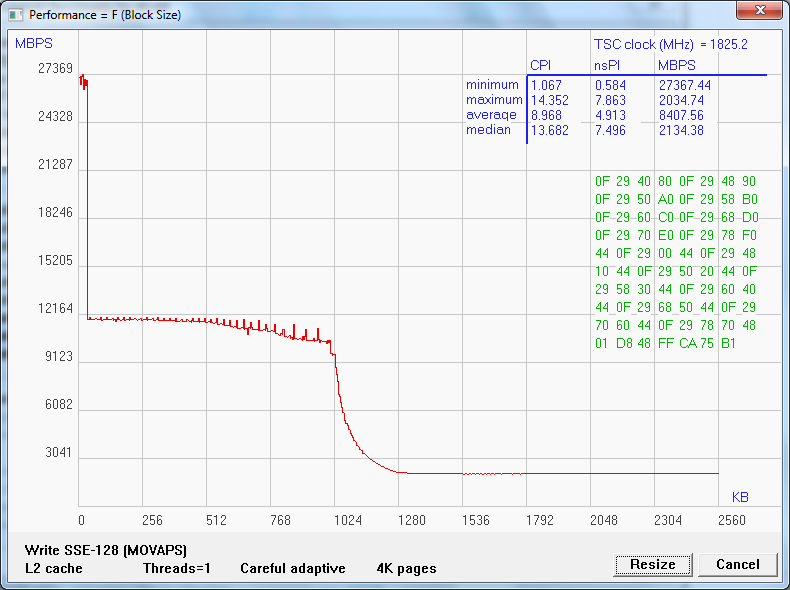 Performance = F (Block Size)
MBPS
TSC clock (MHz) = 1825.2
CPI nsPI MBPS
minimum 1.067 0.584 27367.44
maximum 14.352 7.863 2034.74
average 8.968 4.913 8407.56
median 13.682 7.496 2134.38
27369
24328
21287
18246
15205
12164
9123
6082
3041
0F 29 40 80 0F 29 48 90
0F 29 50 A0 0F 29 58 B0
0F 29 60 C0 0F 29 68 D0
0F 29 70 E0 0F 29 78 F0
44 0F 29 00 44 0F 29 48
10 44 0F 29 50 20 44 0F
29 58 30 44 0F 29 60 40
44 0F 29 68 50 44 0F 29
70 60 44 0F 29 78 70 48
01 D8 48 FF CA 75 B1
KB
0 256 512 768 1024 1280 1536 1792 2048 2304 2560
Write SSE-128 (MOVAPS)
L2 cache Threads=1 Careful adaptive 4K pages
Resize Cancel